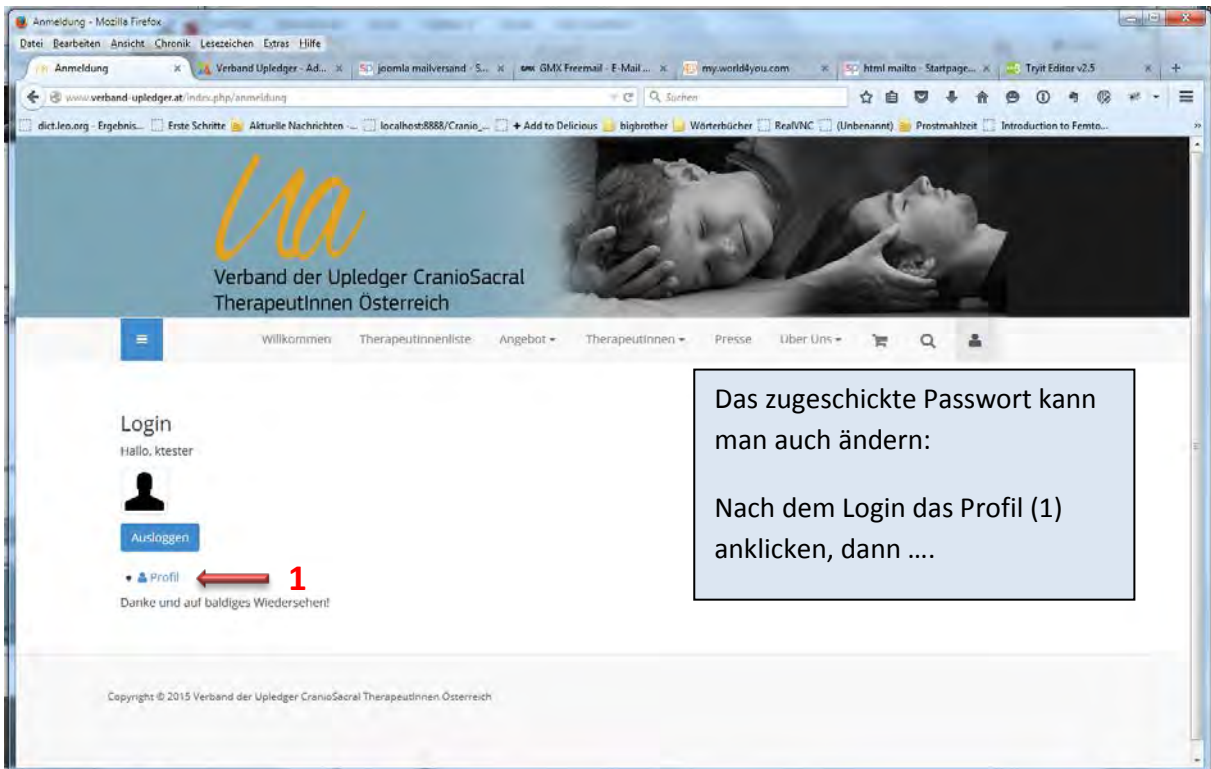 Anmeldung - Mozilla Firefox
Datei Bearbeiten Ansicht Chronik Lesezeichen Extras Hilfe
Anmeldung Verband Upledger - Ad... joomla mailversand - S... GMX Freemail - E-Mail ... my.world4you.com html mailto - Startpage... Tryit Editor v2.5
www.verband-upledger.at/index.php/anmeldung Suchen
dict.leo.org - Ergebnis... Erste Schritte Aktuelle Nachrichten -... localhost:8888/Cranio_... + Add to Delicious bigbrother Wörterbücher RealVNC (Unbenannt) Prostmahlzeit Introduction to Femto...
ua
Verband der Upledger CranioSacral
TherapeutInnen Österreich
Willkommen TherapeutInnenliste Angebot TherapeutInnen Presse Über Uns
Das zugeschickte Passwort kann
man auch ändern:
Nach dem Login das Profil (1)
anklicken, dann ....
Login
Hallo, ktester
Ausloggen
• Profil 1
Danke und auf baldiges Wiedersehen!
Copyright © 2015 Verband der Upledger CranioSacral TherapeutInnen Österreich